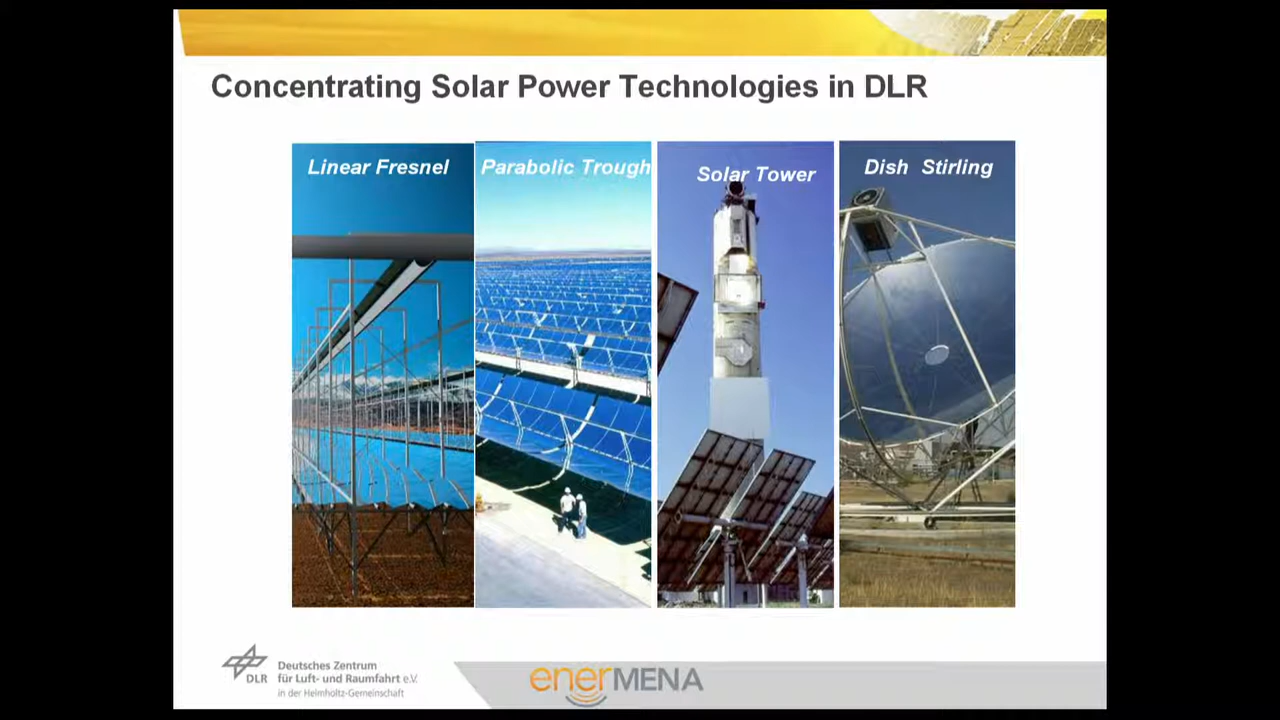 Concentrating Solar Power Technologies in DLR
Linear Fresnel
Parabolic Trough
Solar Tower
Dish Stirling
DLR
Deutsches Zentrum
für Luft- und Raumfahrt e.V.
in der Helmholtz-Gemeinschaft
enerMENA